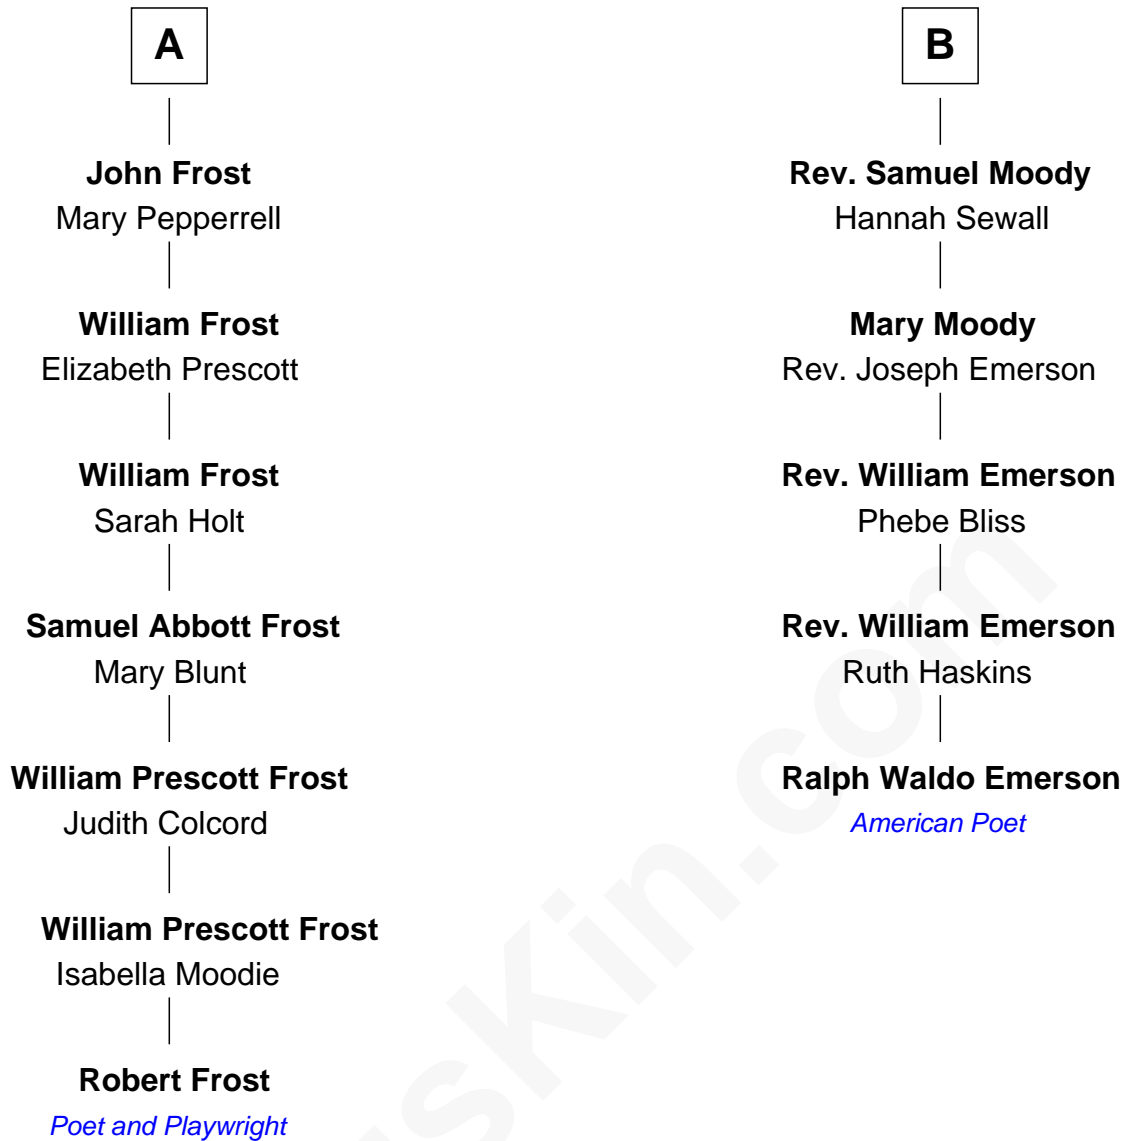 A
John Frost
Mary Pepperrell
William Frost
Elizabeth Prescott
William Frost
Sarah Holt
Samuel Abbott Frost
Mary Blunt
William Prescott Frost
Judith Colcord
William Prescott Frost
Isabella Moodie
Robert Frost
Poet and Playwright
B
Rev. Samuel Moody
Hannah Sewall
Mary Moody
Rev. Joseph Emerson
Rev. William Emerson
Phebe Bliss
Rev. William Emerson
Ruth Haskins
Ralph Waldo Emerson
American Poet
usKin.com